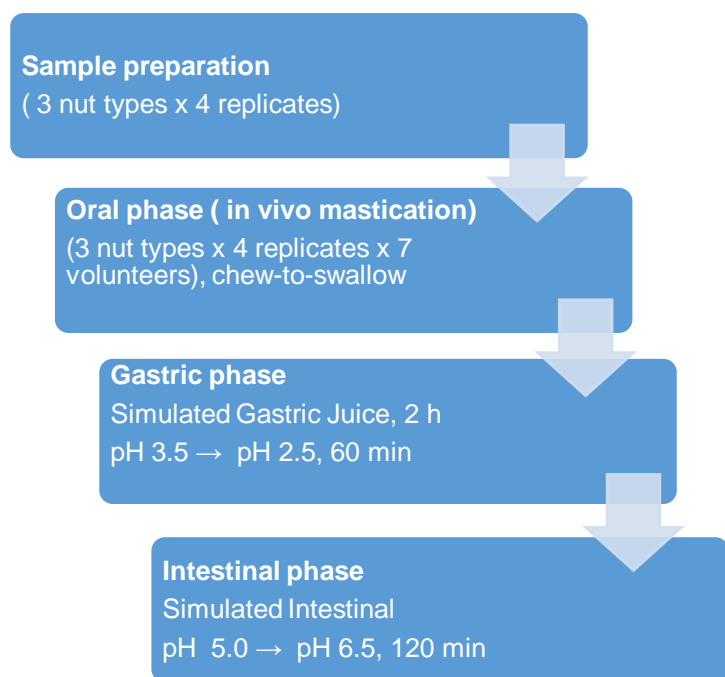 Sample preparation
( 3 nut types x 4 replicates)
Oral phase ( in vivo mastication)
(3 nut types x 4 replicates x 7
volunteers), chew-to-swallow
Gastric phase
Simulated Gastric Juice, 2 h
pH 3.5 → pH 2.5, 60 min
Intestinal phase
Simulated Intestinal
pH 5.0 → pH 6.5, 120 min